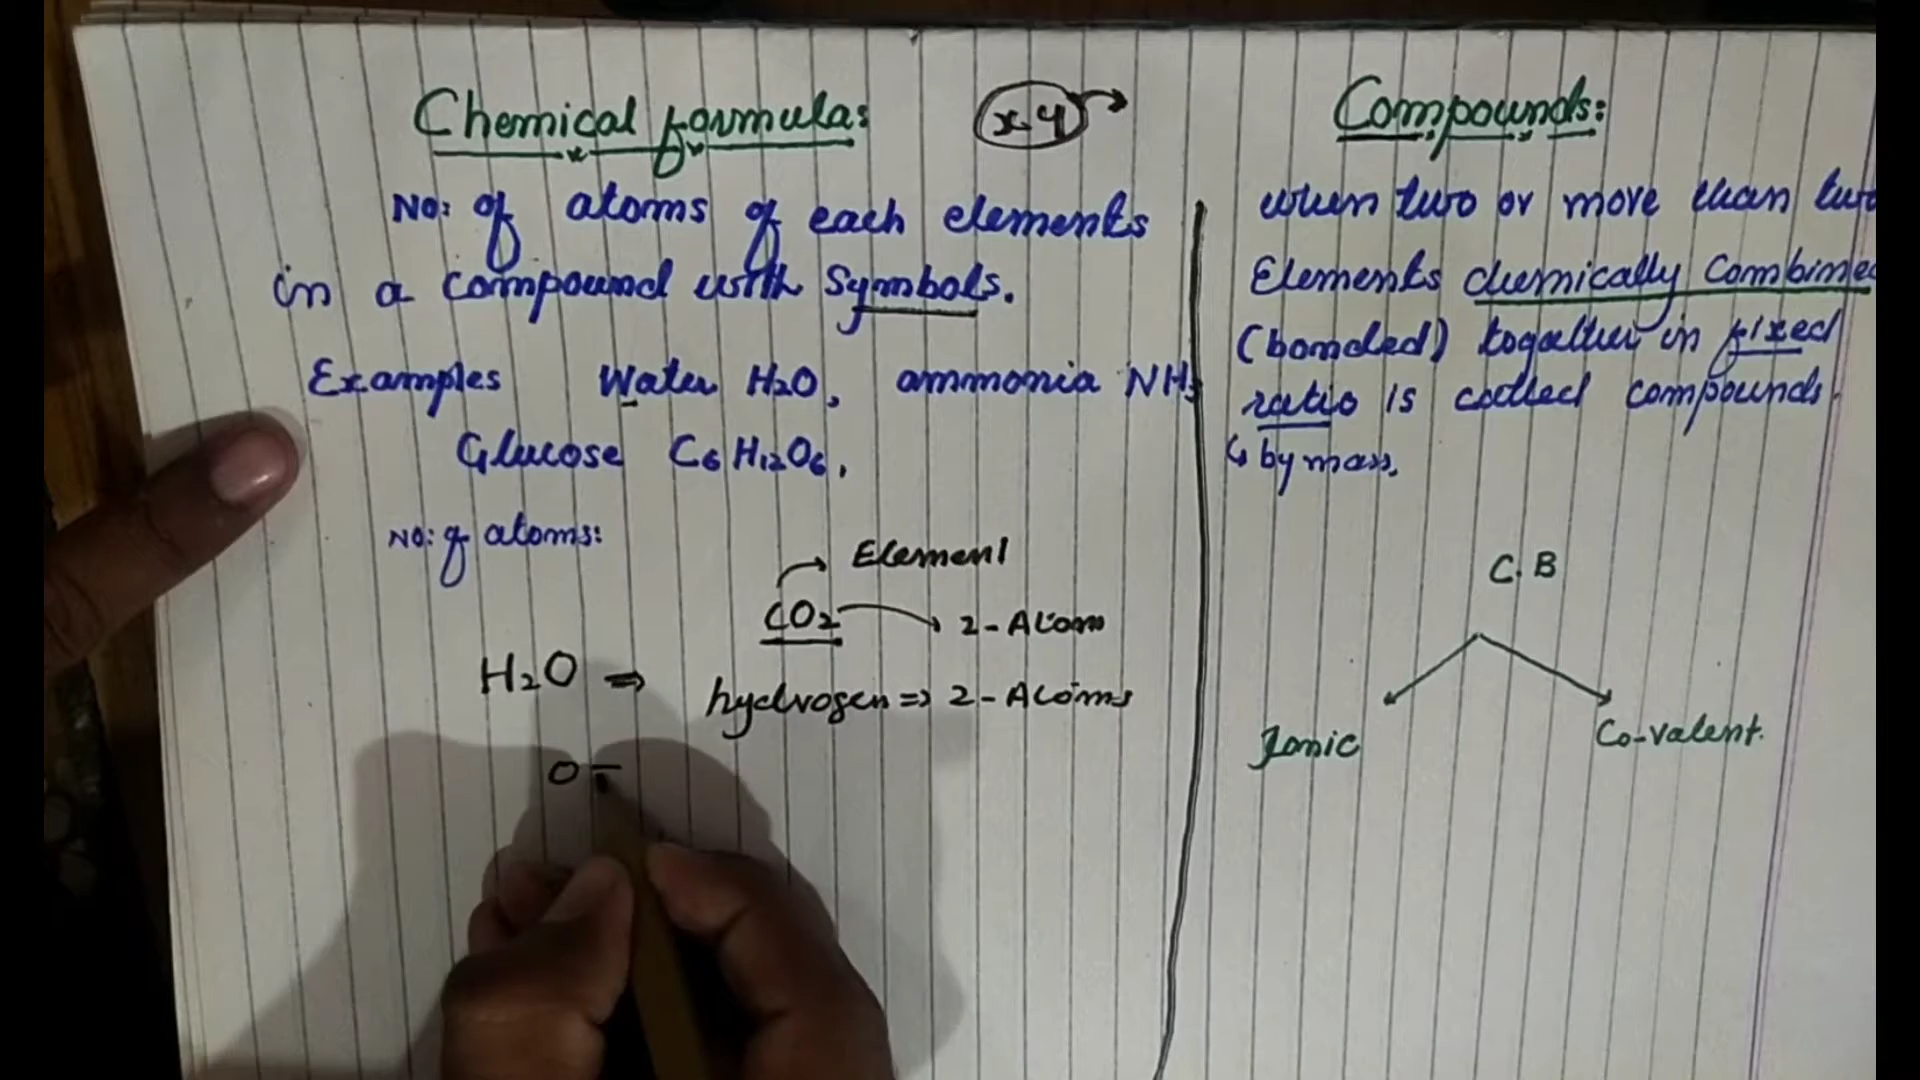 Chemical formula:
x-y
No: of atoms of each elements
in a compound with Symbols.
Examples Water H2O, ammonia NH3
Glucose C6H12O6,
No: of atoms:
Element
CO2 2-Atom
H2O ⇒ hydrogen ⇒ 2-Atoms
O =
Compounds:
when two or more than two
Elements chemically Combined
(bonded) together in fixed
ratio is called compounds.
↳ by mass.
C.B
Ionic Co-valent.